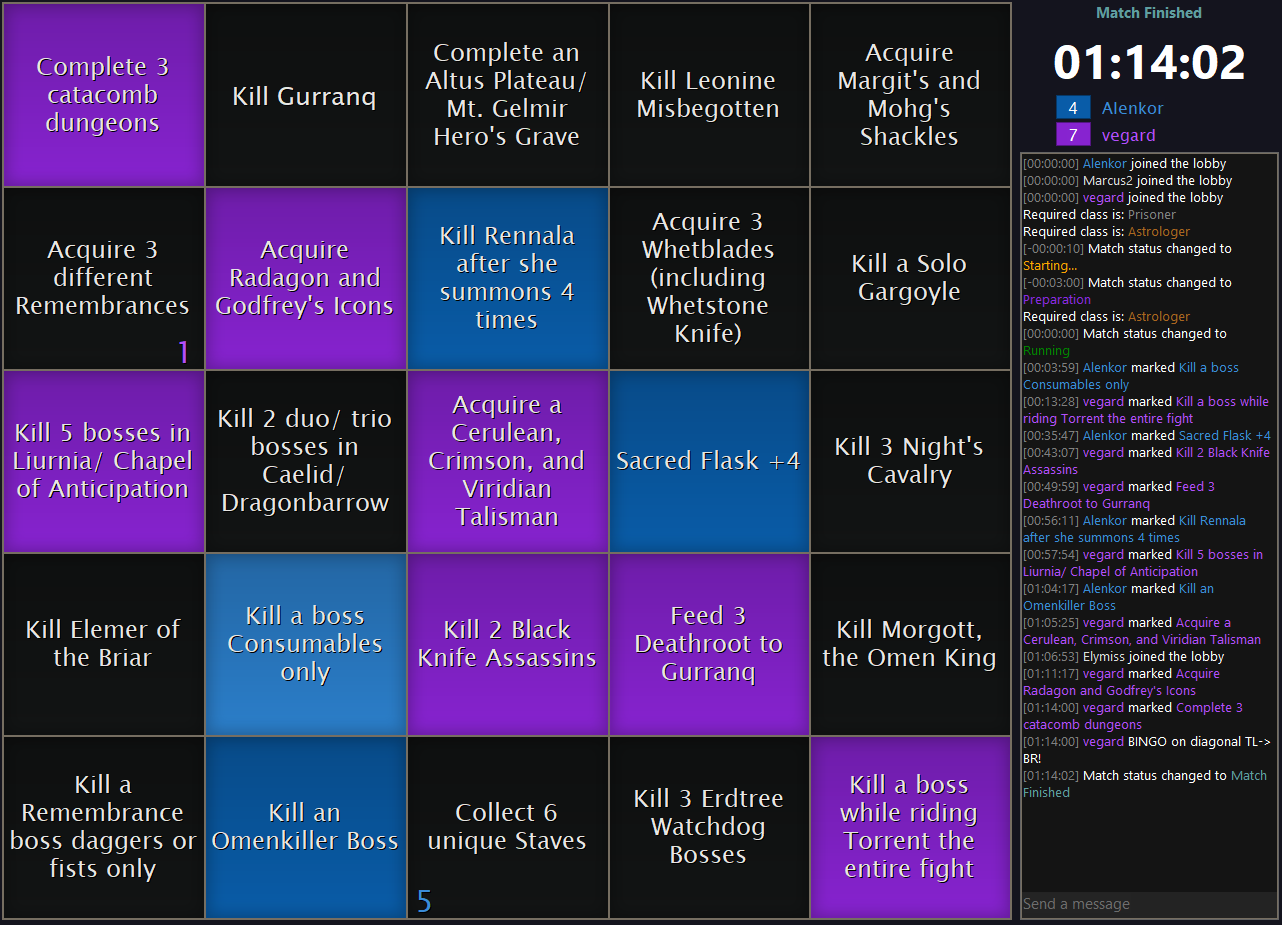 Complete 3
catacomb
dungeons
Kill Gurranq
Complete an
Altus Plateau/
Mt. Gelmir
Hero's Grave
Kill Leonine
Misbegotten
Acquire
Margit's and
Mohg's
Shackles
Acquire 3
different
Remembrances
1
Acquire
Radagon and
Godfrey's Icons
Kill Rennala
after she
summons 4
times
Acquire 3
Whetblades
(including
Whetstone
Knife)
Kill a Solo
Gargoyle
Kill 5 bosses in
Liurnia/ Chapel
of Anticipation
Kill 2 duo/ trio
bosses in
Caelid/
Dragonbarrow
Acquire a
Cerulean,
Crimson, and
Viridian
Talisman
Sacred Flask +4
Kill 3 Night's
Cavalry
Kill Elemer of
the Briar
Kill a boss
Consumables
only
Kill 2 Black
Knife Assassins
Feed 3
Deathroot to
Gurranq
Kill Morgott,
the Omen King
Kill a
Remembrance
boss daggers or
fists only
Kill an
Omenkiller Boss
Collect 6
unique Staves
5
Kill 3 Erdtree
Watchdog
Bosses
Kill a boss
while riding
Torrent the
entire fight
Match Finished
01:14:02
4 Alenkor
7 vegard
[00:00:00] Alenkor joined the lobby
[00:00:00] Marcus2 joined the lobby
[00:00:00] vegard joined the lobby
Required class is: Prisoner
Required class is: Astrologer
[-00:00:10] Match status changed to
Starting...
[-00:03:00] Match status changed to
Preparation
Required class is: Astrologer
[00:00:00] Match status changed to
Running
[00:03:59] Alenkor marked Kill a boss
Consumables only
[00:13:28] vegard marked Kill a boss while
riding Torrent the entire fight
[00:35:47] Alenkor marked Sacred Flask +4
[00:43:07] vegard marked Kill 2 Black Knife
Assassins
[00:49:59] vegard marked Feed 3
Deathroot to Gurranq
[00:56:11] Alenkor marked Kill Rennala
after she summons 4 times
[00:57:54] vegard marked Kill 5 bosses in
Liurnia/ Chapel of Anticipation
[01:04:17] Alenkor marked Kill an
Omenkiller Boss
[01:05:25] vegard marked Acquire a
Cerulean, Crimson, and Viridian Talisman
[01:06:53] Elymiss joined the lobby
[01:11:17] vegard marked Acquire
Radagon and Godfrey's Icons
[01:14:00] vegard marked Complete 3
catacomb dungeons
[01:14:00] vegard BINGO on diagonal TL->
BR!
[01:14:02] Match status changed to Match
Finished
Send a message